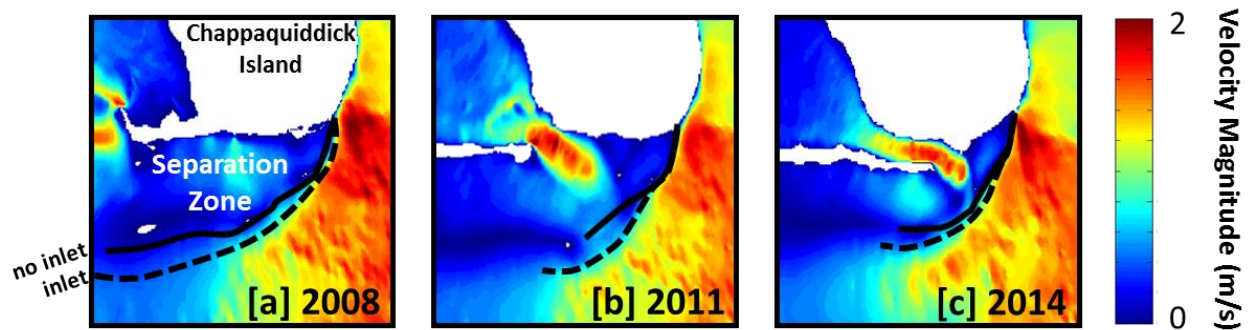 Chappaquiddick
Island
Separation
Zone
no inlet
inlet
[a] 2008
[b] 2011
[c] 2014
2
0
Velocity Magnitude (m/s)